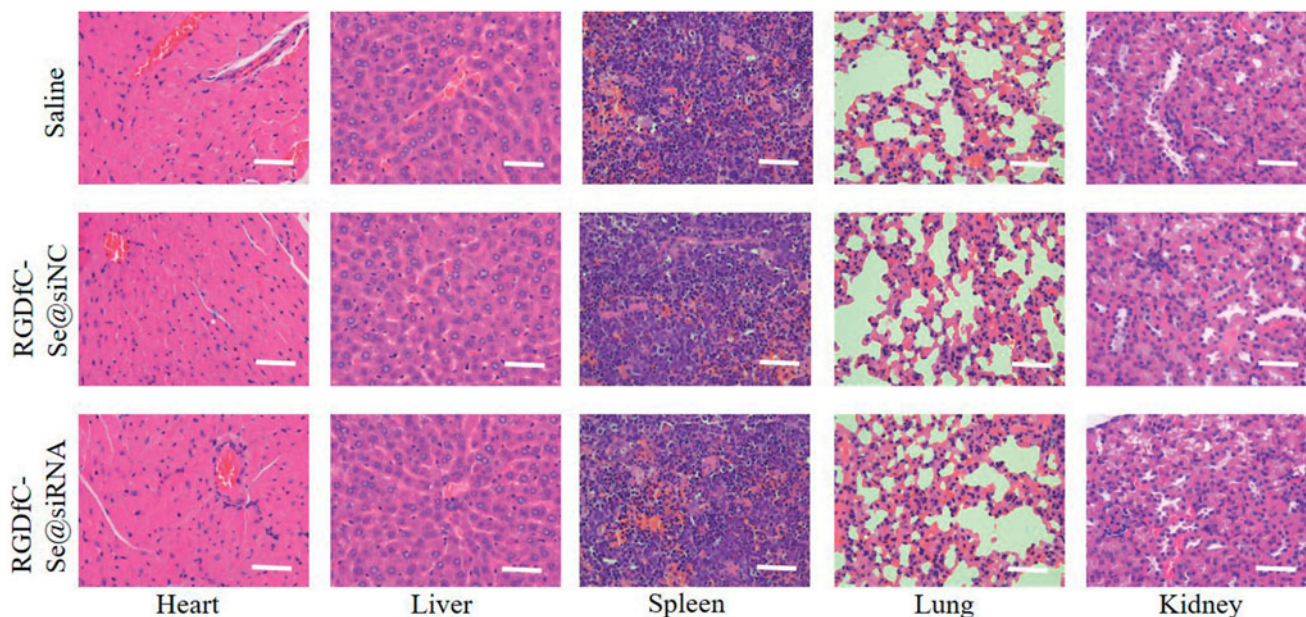 Saline
RGDfC-
Se@siNC
RGDfC-
Se@siRNA
Heart Liver Spleen Lung Kidney